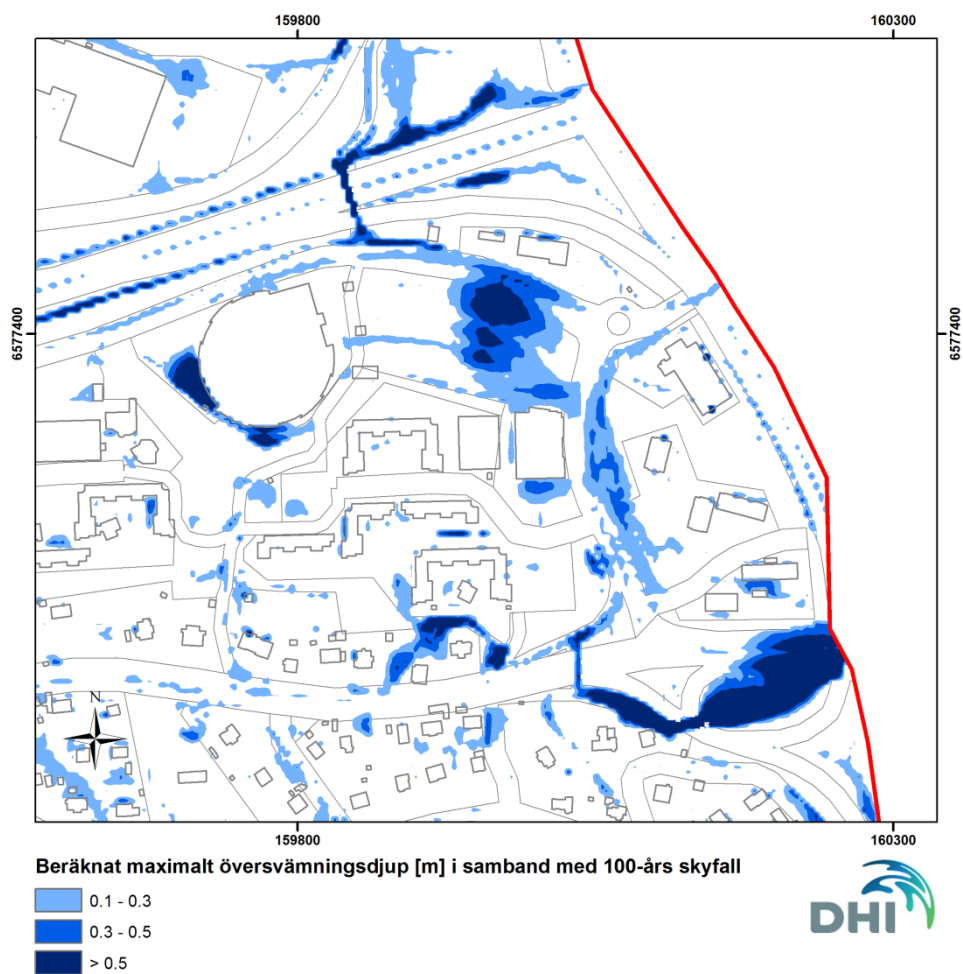 159800 160300
6577400 6577400
N
159800 160300
Beräknat maximalt översvämningsdjup [m] i samband med 100-års skyfall
0.1 - 0.3
0.3 - 0.5
> 0.5
DHI